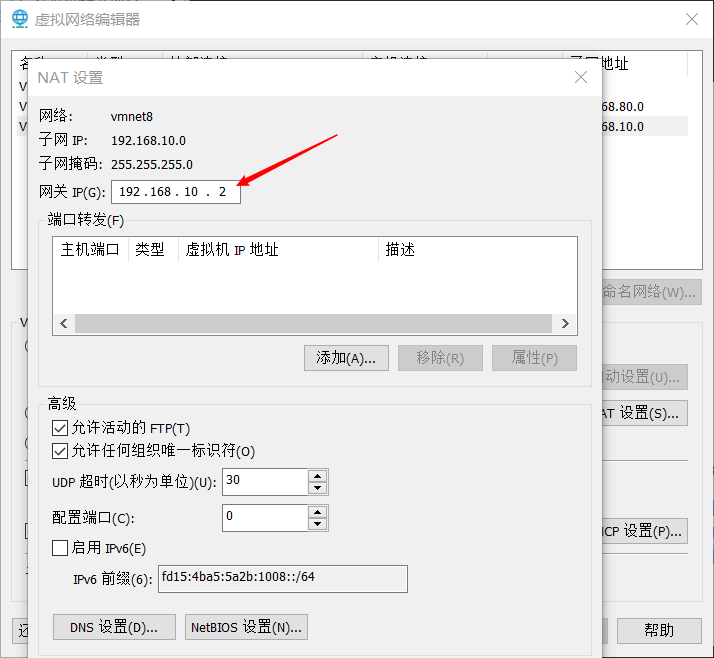 虚拟网络编辑器
子网地址
NAT 设置
网络: vmnet8
子网 IP: 192.168.10.0
68.80.0
68.10.0
子网掩码: 255.255.255.0
网关 IP(G): 192 . 168 . 10 . 2
端口转发(F)
主机端口 类型 虚拟机 IP 地址 描述
命名网络(W)...
添加(A)... 移除(R) 属性(P)
动设置(U)...
高级
AT 设置(S)...
允许活动的 FTP(T)
允许任何组织唯一标识符(O)
UDP 超时(以秒为单位)(U): 30
配置端口(C): 0
CP 设置(P)...
启用 IPv6(E)
IPv6 前缀(6): fd15:4ba5:5a2b:1008::/64
DNS 设置(D)... NetBIOS 设置(N)...
还
帮助